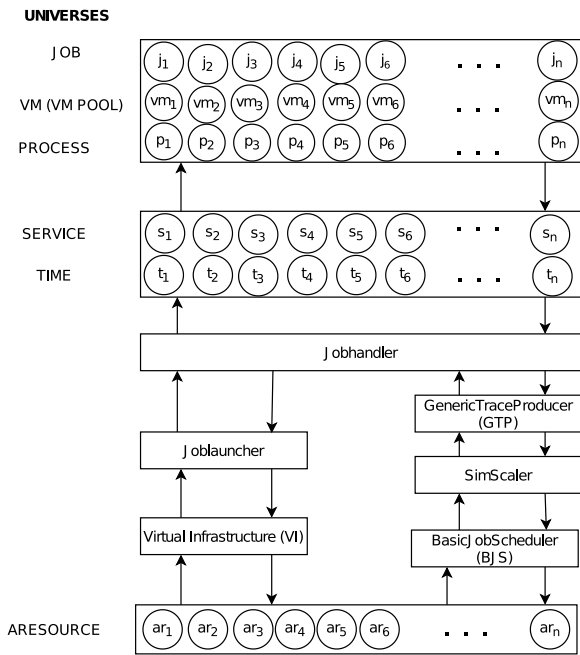 UNIVERSES
JOB j1 j2 j3 j4 j5 j6 . . . jn
VM (VM POOL) vm1 vm2 vm3 vm4 vm5 vm6 . . . vmn
PROCESS p1 p2 p3 p4 p5 p6 . . . pn
SERVICE s1 s2 s3 s4 s5 s6 . . . sn
TIME t1 t2 t3 t4 t5 t6 . . . tn
Jobhandler
GenericTraceProducer
(GTP)
Joblauncher
SimScaler
Virtual Infrastructure (VI)
BasicJobScheduler
(BJS)
ARESOURCE ar1 ar2 ar3 ar4 ar5 ar6 . . . arn